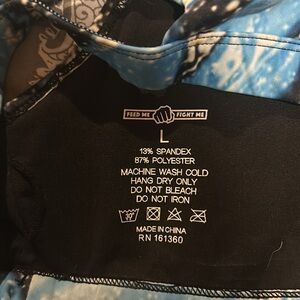 FEED ME FIGHT ME
L
13% SPANDEX
87% POLYESTER
MACHINE WASH COLD
HANG DRY ONLY
DO NOT BLEACH
DO NOT IRON
MADE IN CHINA
RN 161360